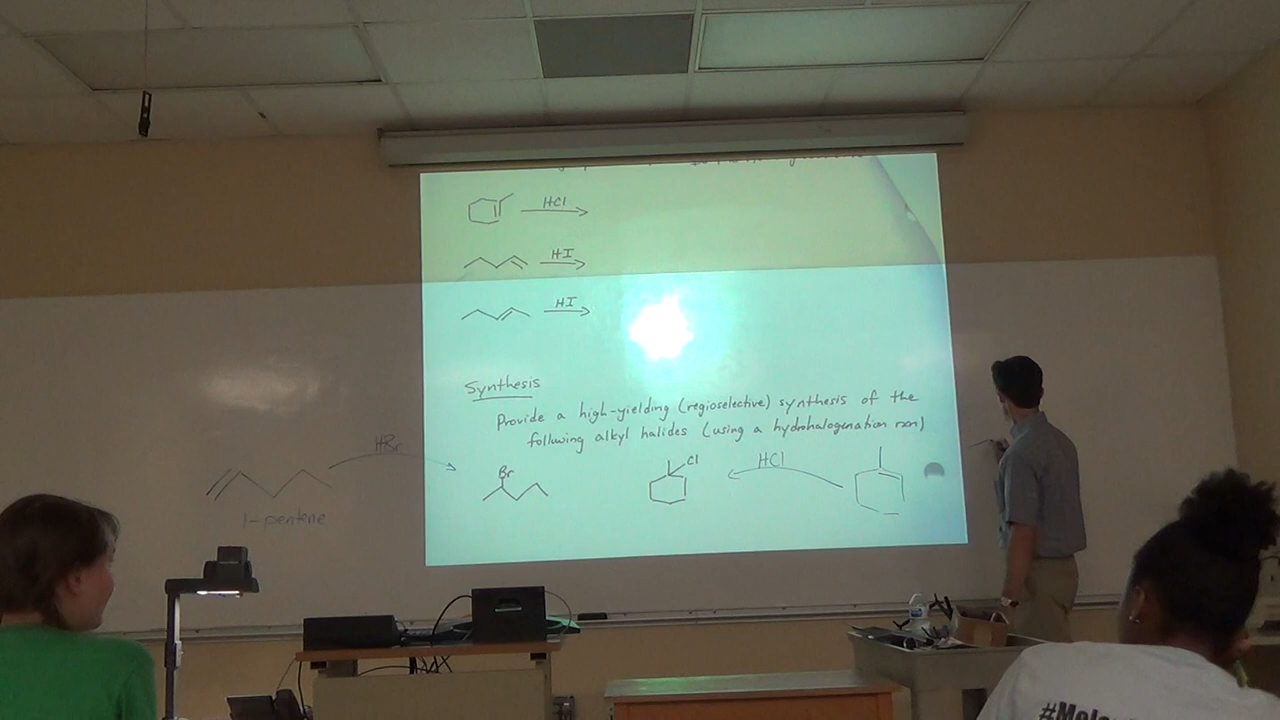 HCl
HI
HI
Synthesis
Provide a high-yielding (regioselective) synthesis of the
following alkyl halides (using a hydrohalogenation rxn)
HBr
Br
Cl
HCl
1-pentene